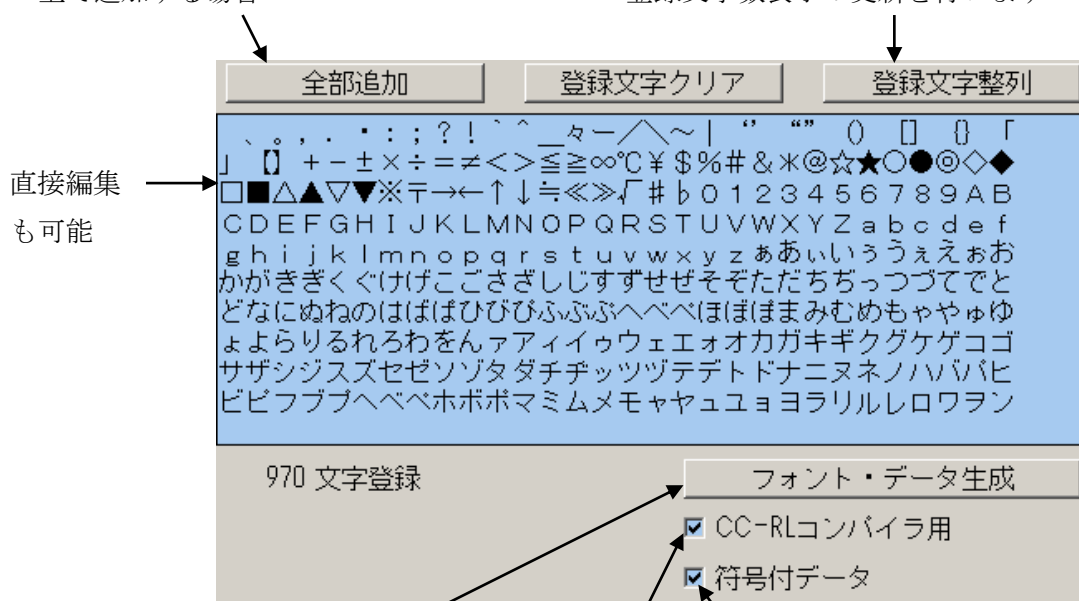 全部追加 登録文字クリア 登録文字整列
、。，．・：；？！｀＾＿々ー／＼～｜‘’“”（）［］｛｝「
」【】＋－±×÷＝≠＜＞≦≧∞℃￥＄％＃＆＊＠☆★○●◎◇◆
□■△▲▽▼※〒→←↑↓≒≪≫√♯♭０１２３４５６７８９ＡＢ
ＣＤＥＦＧＨＩＪＫＬＭＮＯＰＱＲＳＴＵＶＷＸＹＺａｂｃｄｅｆ
ｇｈｉｊｋｌｍｎｏｐｑｒｓｔｕｖｗｘｙｚぁあぃいぅうぇえぉお
かがきぎくぐけげこごさざしじすずせぜそぞただちぢっつづてでと
どなにぬねのはばぱひびぴふぶぷへべぺほぼぽまみむめもゃやゅゆ
ょよらりるれろわをんァアィイゥウェエォオカガキギクグケゲコゴ
サザシジスズセゼソゾタダチヂッツヅテデトドナニヌネノハバパヒ
ビピフブプヘベペホボポマミムメモャヤュユョヨラリルレロワヲン
直接編集
も可能
970 文字登録 フォント・データ生成
CC-RLコンパイラ用
符号付データ